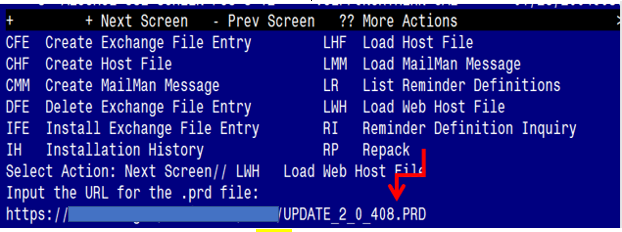 + + Next Screen - Prev Screen ?? More Actions >
CFE Create Exchange File Entry LHF Load Host File
CHF Create Host File LMM Load MailMan Message
CMM Create MailMan Message LR List Reminder Definitions
DFE Delete Exchange File Entry LWH Load Web Host File
IFE Install Exchange File Entry RI Reminder Definition Inquiry
IH Installation History RP Repack
Select Action: Next Screen// LWH Load Web Host File
Input the URL for the .prd file:
https:// /UPDATE_2_0_408.PRD